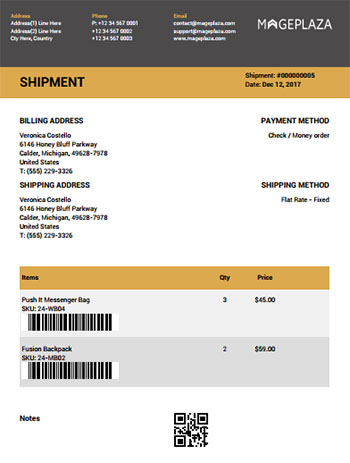 Address
Address(1) Line Here
Address(2) Line Here
Cty Here, Country
Phone
P: +12 34 567 0001
+12 34 567 0002
+12 34 567 0003
Email
contact@mageplaza.com
support@mageplaza.com
www.mageplaza.com
MAGEPLAZA
SHIPMENT
Shipment: #000000005
Date: Dec 12, 2017
BILLING ADDRESS
PAYMENT METHOD
Veronica Costello
Check / Money order
6146 Honey Bluff Parkway
Calder, Michigan, 49628-7978
United States
T: (555) 229-3326
SHIPPING ADDRESS
SHIPPING METHOD
Veronica Costello
Flat Rate - Fixed
6146 Honey Bluff Parkway
Calder, Michigan, 49628-7978
United States
T: (555) 229-3326
Items Qty Price
Push It Messenger Bag 3 $45.00
SKU: 24-WB04
Fusion Backpack 2 $59.00
SKU: 24-MB02
Notes